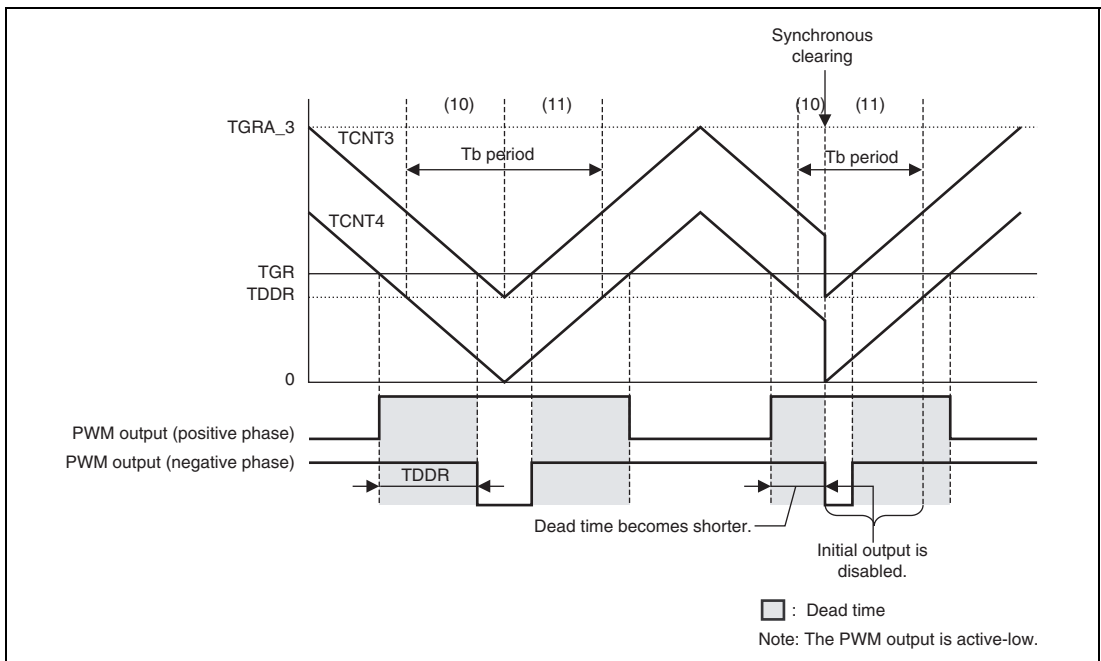 Synchronous
clearing
(10) (11) (10) (11)
TGRA_3
TCNT3
Tb period Tb period
TCNT4
TGR
TDDR
0
PWM output (positive phase)
PWM output (negative phase)
TDDR
Dead time becomes shorter.
Initial output is
disabled.
: Dead time
Note: The PWM output is active-low.